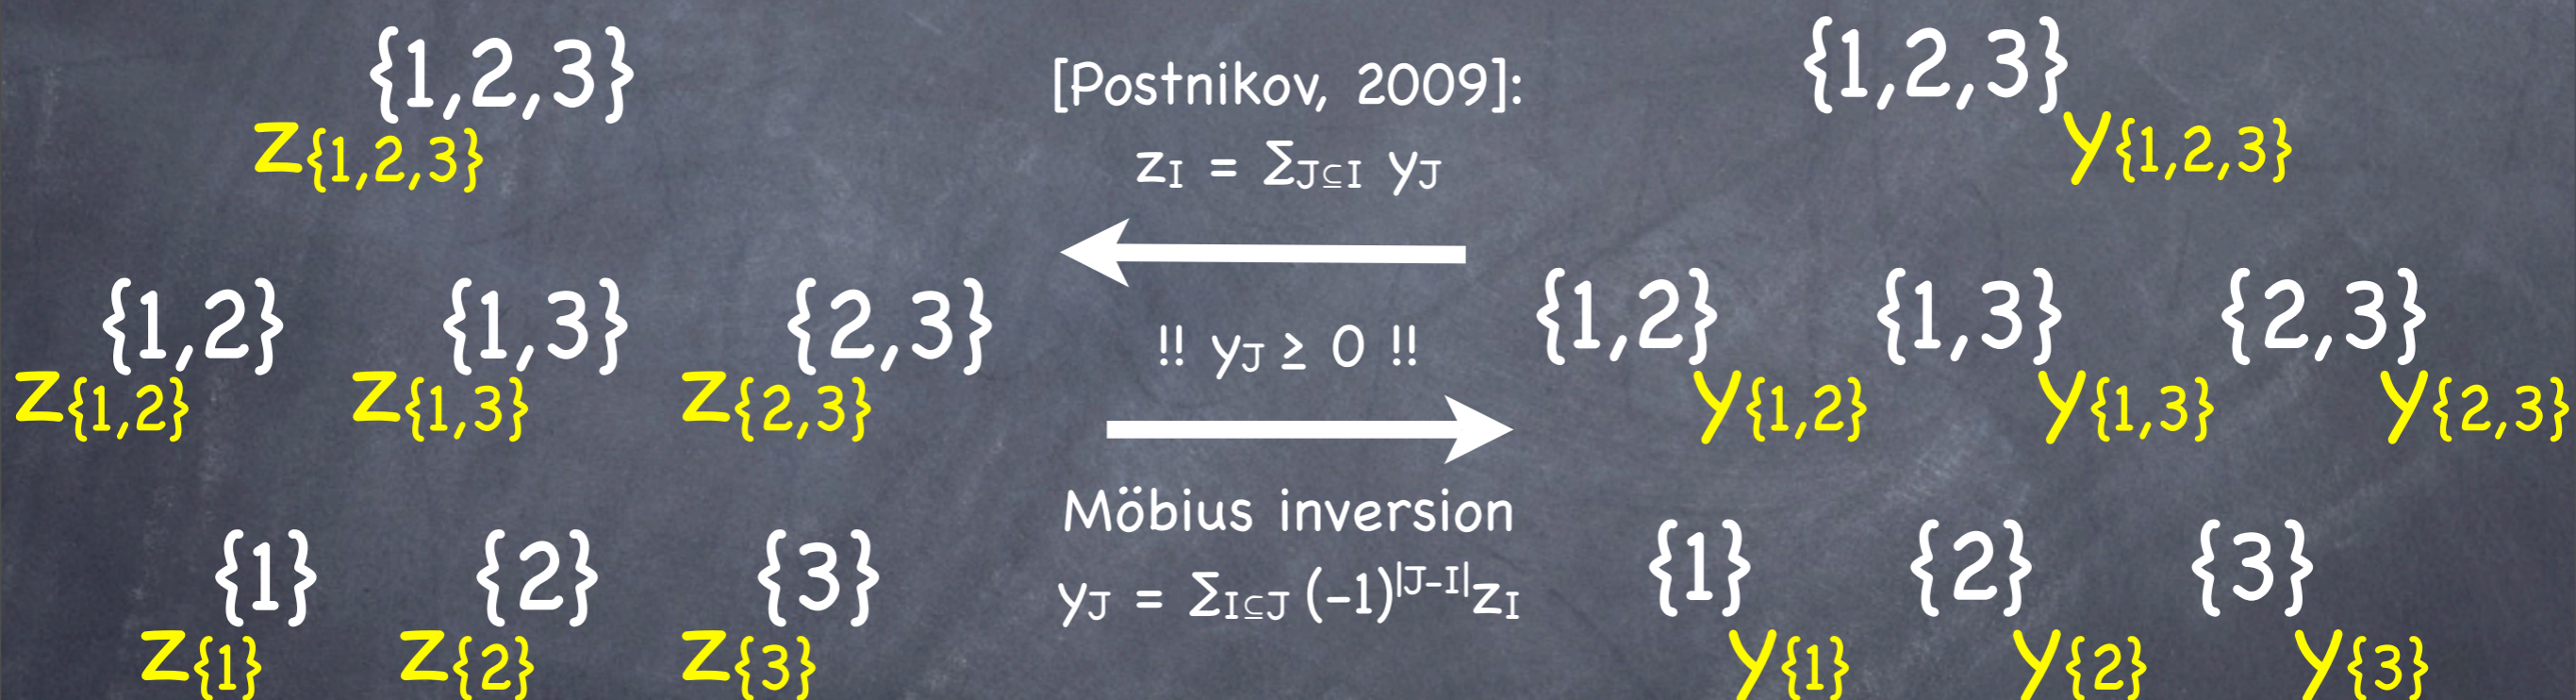 {1,2,3}
z{1,2,3}
{1,2} {1,3} {2,3}
z{1,2} z{1,3} z{2,3}
{1} {2} {3}
z{1} z{2} z{3}
[Postnikov, 2009]:
zI = ΣJ⊆I yJ
!! yJ ≥ 0 !!
Möbius inversion
yJ = ΣI⊆J (-1)|J-I|zI
{1,2,3}
y{1,2,3}
{1,2} {1,3} {2,3}
y{1,2} y{1,3} y{2,3}
{1} {2} {3}
y{1} y{2} y{3}